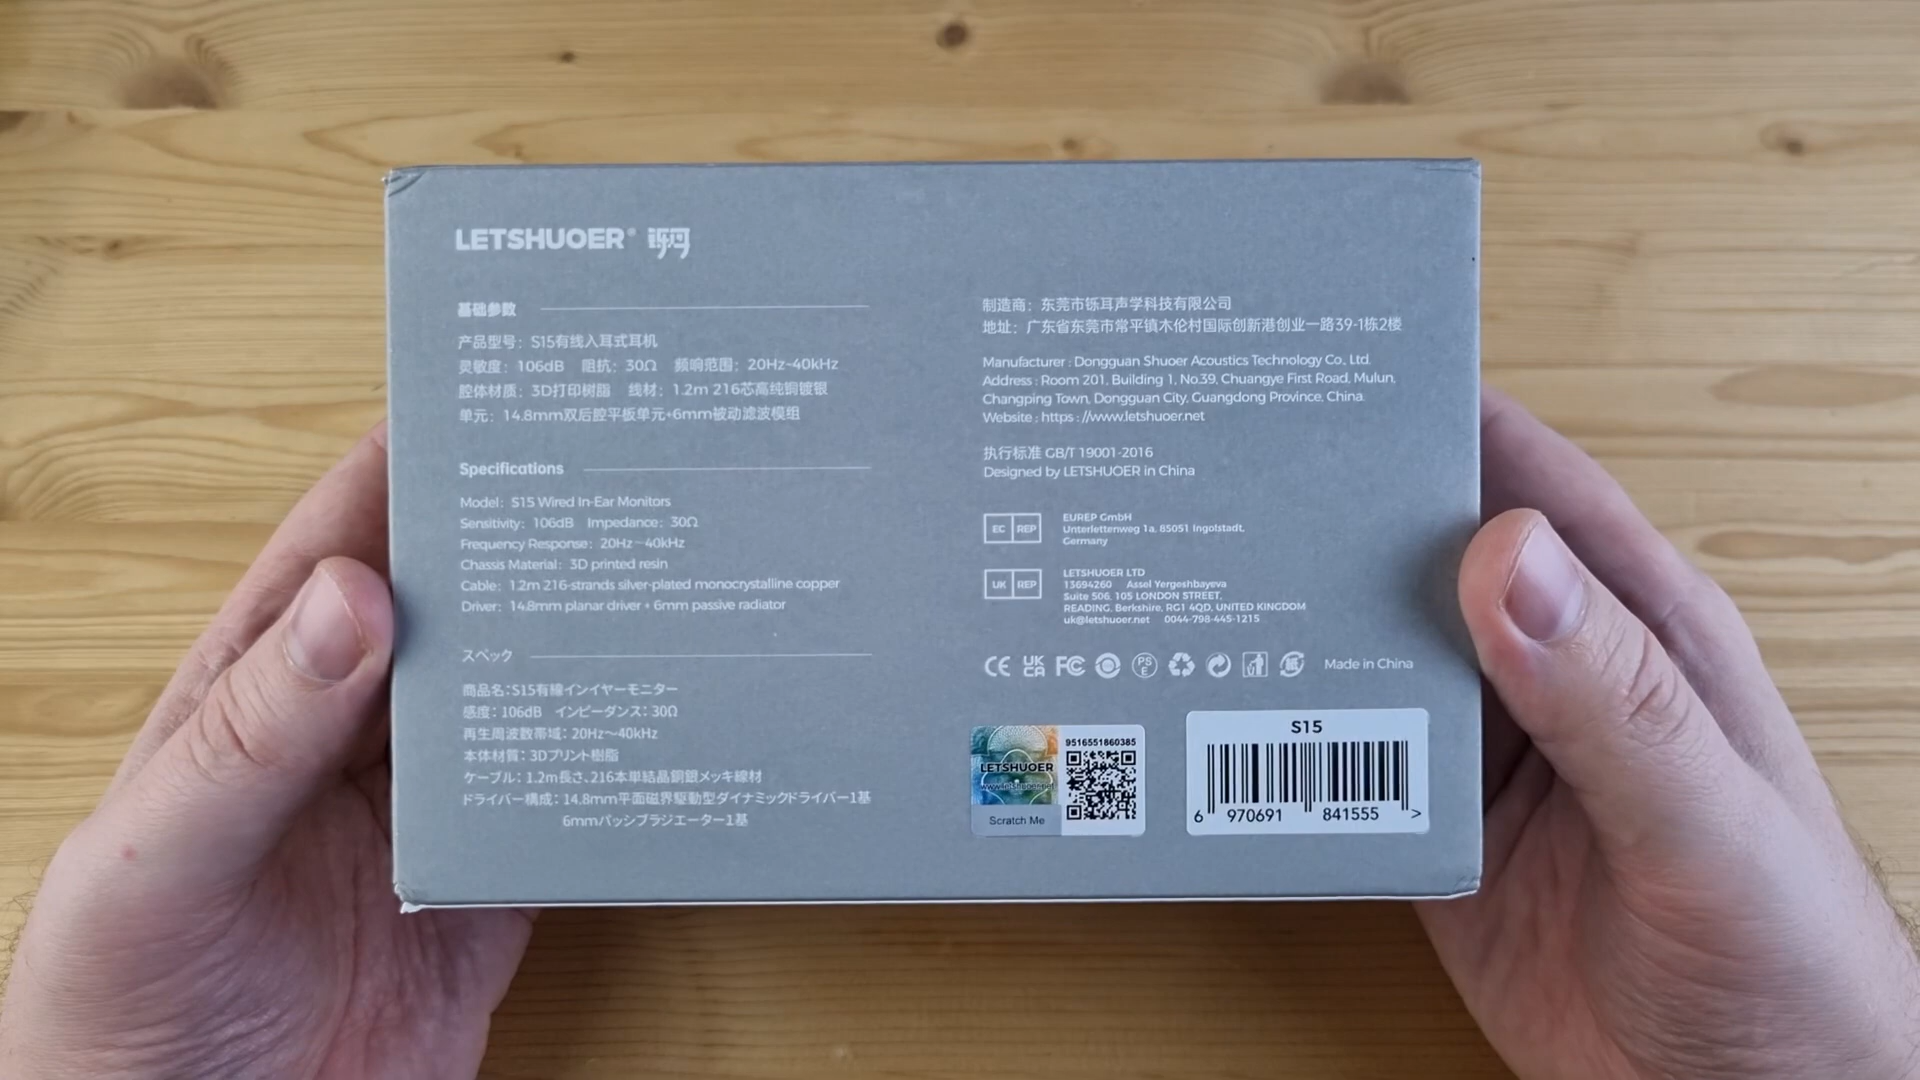 LETSHUOER® 铄耳
基础参数
产品型号：S15有线入耳式耳机
灵敏度：106dB 阻抗：30Ω 频响范围：20Hz-40kHz
腔体材质：3D打印树脂 线材：1.2m 216芯高纯铜镀银
单元：14.8mm双后腔平板单元+6mm被动滤波模组
Specifications
Model: S15 Wired In-Ear Monitors
Sensitivity: 106dB Impedance: 30Ω
Frequency Response: 20Hz~40kHz
Chassis Material: 3D printed resin
Cable: 1.2m 216-strands silver-plated monocrystalline copper
Driver: 14.8mm planar driver + 6mm passive radiator
スペック
商品名：S15有線インイヤーモニター
感度：106dB インピーダンス：30Ω
再生周波数帯域：20Hz～40kHz
本体材質：3Dプリント樹脂
ケーブル：1.2m長さ、216本単結晶銅銀メッキ線材
ドライバー構成：14.8mm平面磁界駆動型ダイナミックドライバー1基
6mmパッシブラジエーター1基
制造商：东莞市铄耳声学科技有限公司
地址：广东省东莞市常平镇木伦村国际创新港创业一路39-1栋2楼
Manufacturer : Dongguan Shuoer Acoustics Technology Co., Ltd.
Address : Room 201, Building 1, No.39, Chuangye First Road, Mulun,
Changping Town, Dongguan City, Guangdong Province, China.
Website : https : //www.letshuoer.net
执行标准 GB/T 19001-2016
Designed by LETSHUOER in China
EC REP
EUREP GmbH
Unterlettenweg 1a, 85051 Ingolstadt,
Germany
UK REP
LETSHUOER LTD
13694260 Assel Yergeshbayeva
Suite 506, 105 LONDON STREET,
READING, Berkshire, RG1 4QD, UNITED KINGDOM
uk@letshuoer.net 0044-798-445-1215
CE UK CA FC PS E Made in China
9516551860385
LETSHUOER
www.letshuoer.net
Scratch Me
S15
6 970691 841555 >